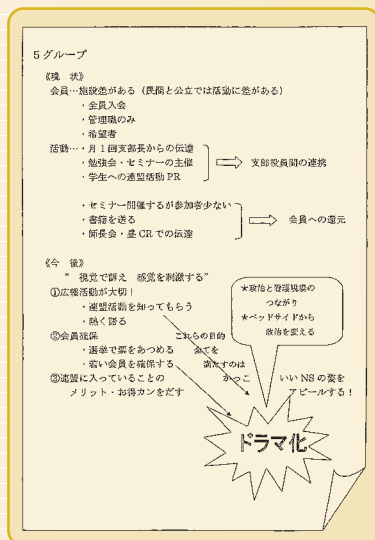 5グループ
《現 状》
会員…施設差がある（民間と公立では活動に差がある）
・全員入会
・管理職のみ
・希望者
活動…・月1回支部長からの伝達
・勉強会・セミナーの主催 ⇒ 支部役員間の連携
・学生への連盟活動PR
・セミナー開催するが参加者少ない
・書籍を送る ⇒ 会員への還元
・師長会・昼CRでの伝達
《今 後》
“ 視覚で訴え 感覚を刺激する”
①広報活動が大切！
・連盟活動を知ってもらう
・熱く語る
②会員確保
・選挙で票をあつめる
・若い会員を確保する
③連盟に入っていることの
メリット・お得カンをだす
これらの目的
全てを
満たすのは
かっこ いいNSの姿を
アピールする！
★政治と看護現場の
つながり
★ベッドサイドから
政治を変える
ドラマ化